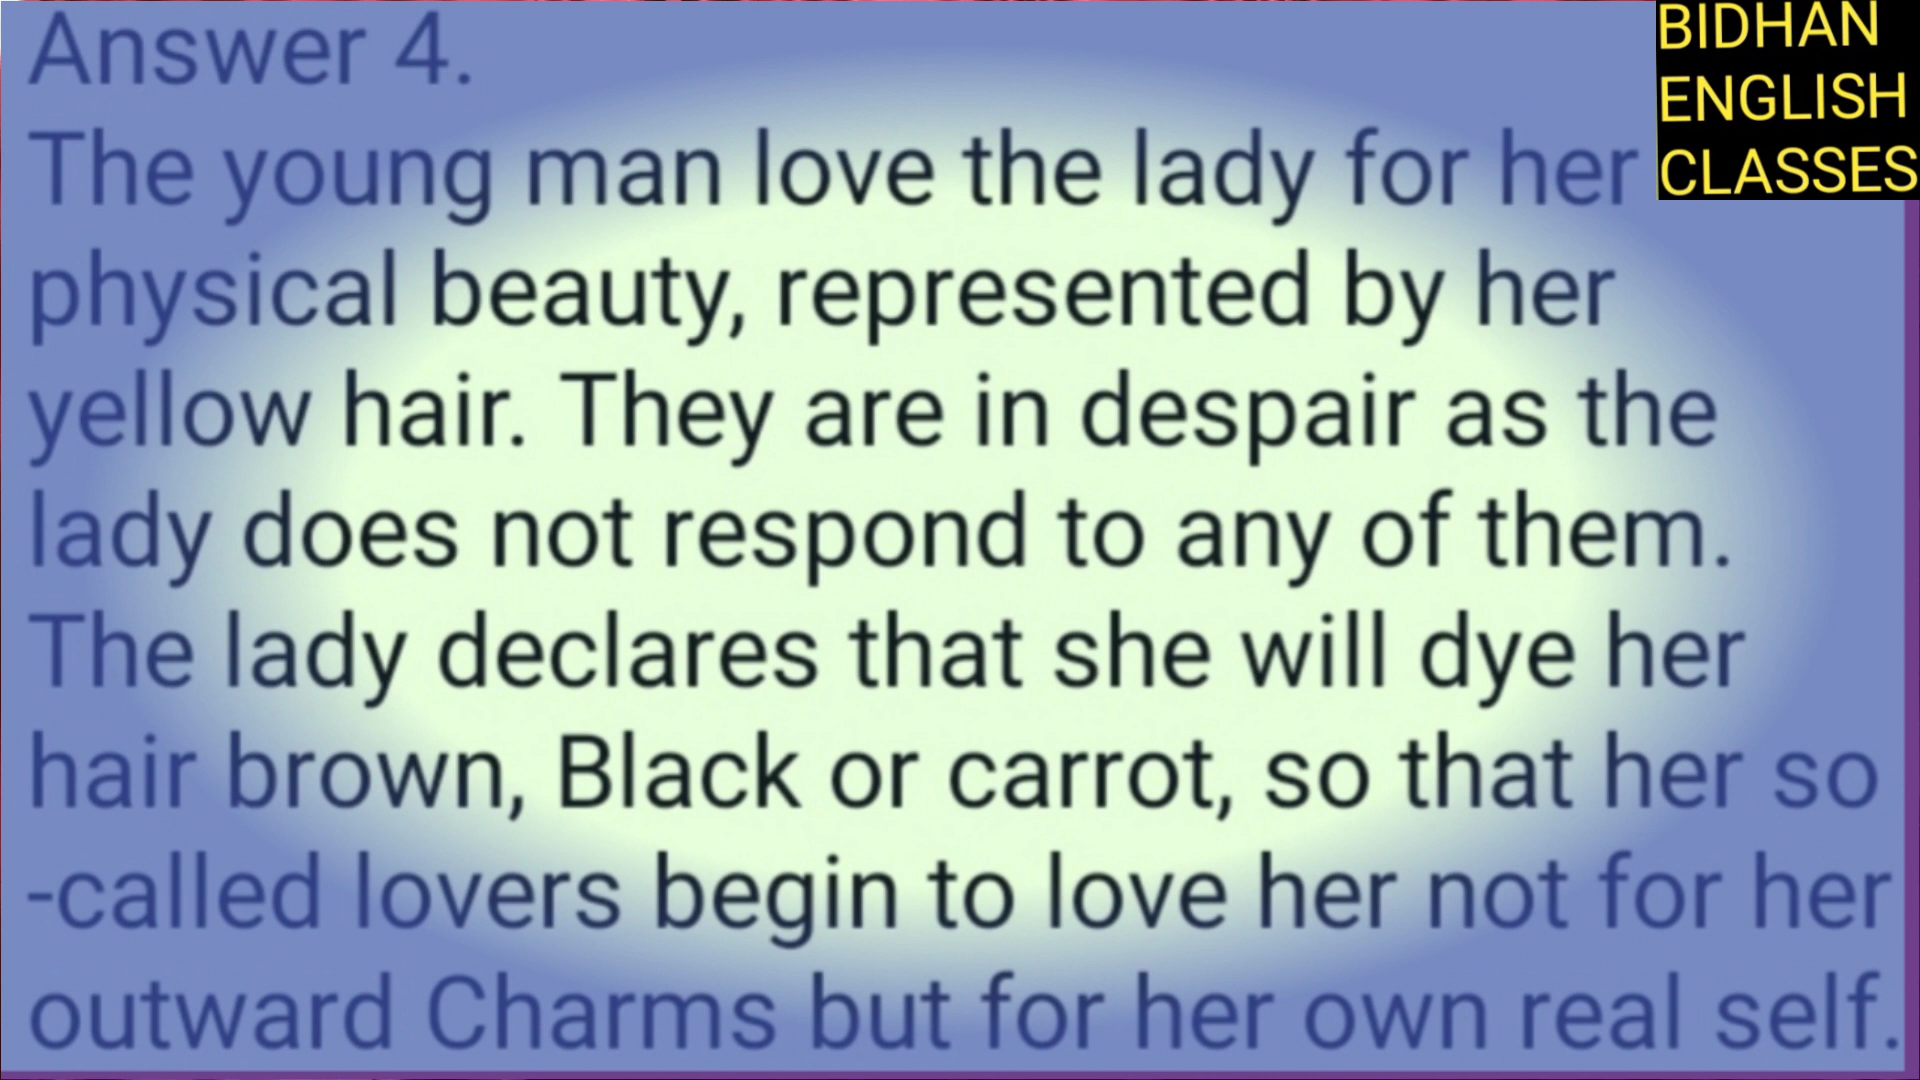 Answer 4.
BIDHAN
ENGLISH
CLASSES
The young man love the lady for her
physical beauty, represented by her
yellow hair. They are in despair as the
lady does not respond to any of them.
The lady declares that she will dye her
hair brown, Black or carrot, so that her so
-called lovers begin to love her not for her
outward Charms but for her own real self.